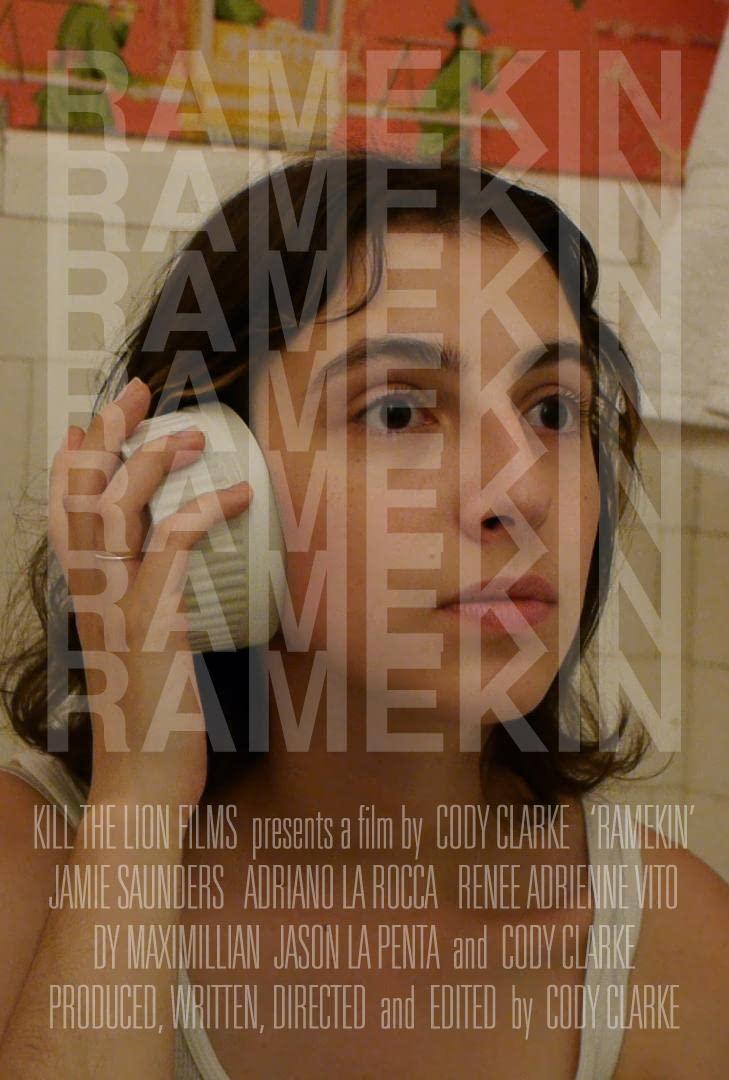 RAMEKIN
RAMEKIN
RAMEKIN
RAMEKIN
RAMEKIN
RAMEKIN
RAMEKIN
KILL THE LION FILMS presents a film by CODY CLARKE 'RAMEKIN'
JAMIE SAUNDERS ADRIANO LA ROCCA RENEE ADRIENNE VITO
DY MAXIMILLIAN JASON LA PENTA and CODY CLARKE
PRODUCED, WRITTEN, DIRECTED and EDITED by CODY CLARKE